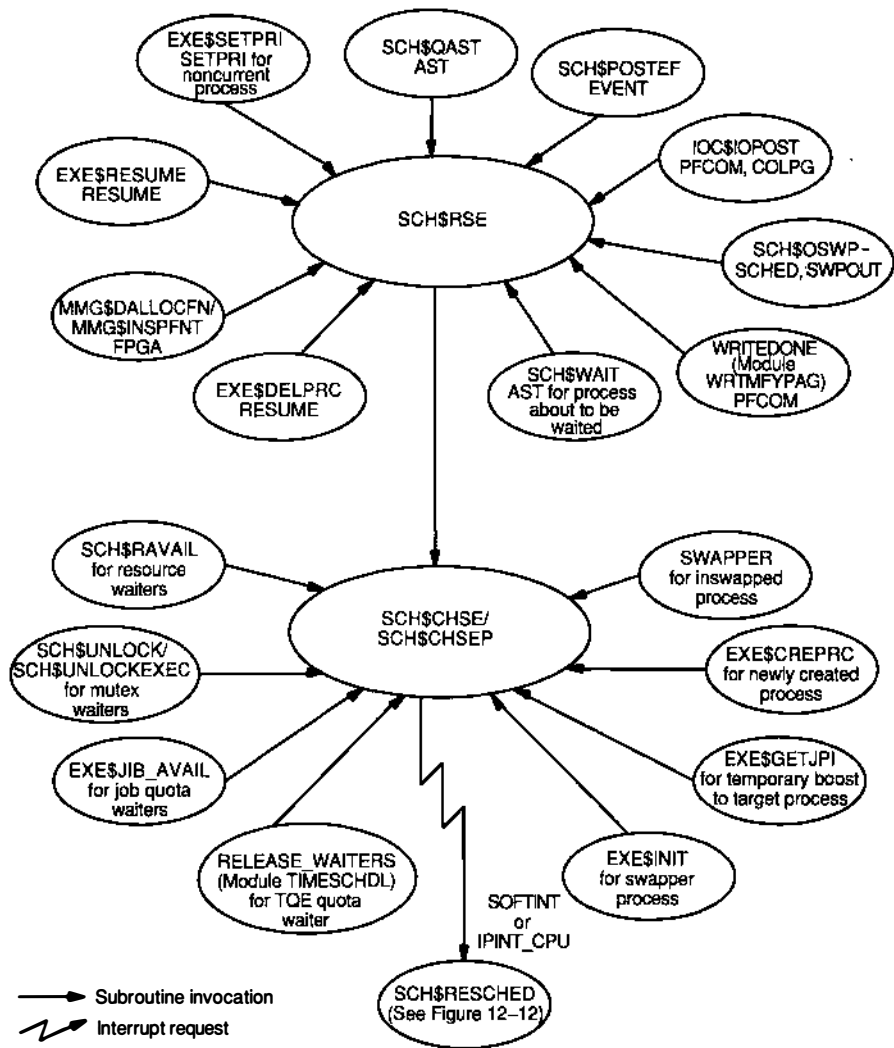 EXE$SETPRI
SETPRI for
noncurrent
process
SCH$QAST
AST
SCH$POSTEF
EVENT
IOC$IOPOST
PFCOM, COLPG
EXE$RESUME
RESUME
SCH$RSE
SCH$OSWP-
SCHED, SWPOUT
MMG$DALLOCFN/
MMG$INSPFNT
FPGA
EXE$DELPRC
RESUME
SCH$WAIT
AST for process
about to be
waited
WRITEDONE
(Module
WRTMFYPAG)
PFCOM
SCH$RAVAIL
for resource
waiters
SWAPPER
for inswapped
process
SCH$CHSE/
SCH$CHSEP
SCH$UNLOCK/
SCH$UNLOCKEXEC
for mutex
waiters
EXE$CREPRC
for newly created
process
EXE$JIB_AVAIL
for job quota
waiters
EXE$GETJPI
for temporary boost
to target process
RELEASE_WAITERS
(Module TIMESCHDL)
for TQE quota
waiter
EXE$INIT
for swapper
process
SOFTINT
or
IPINT_CPU
SCH$RESCHED
(See Figure 12–12)
Subroutine invocation
Interrupt request